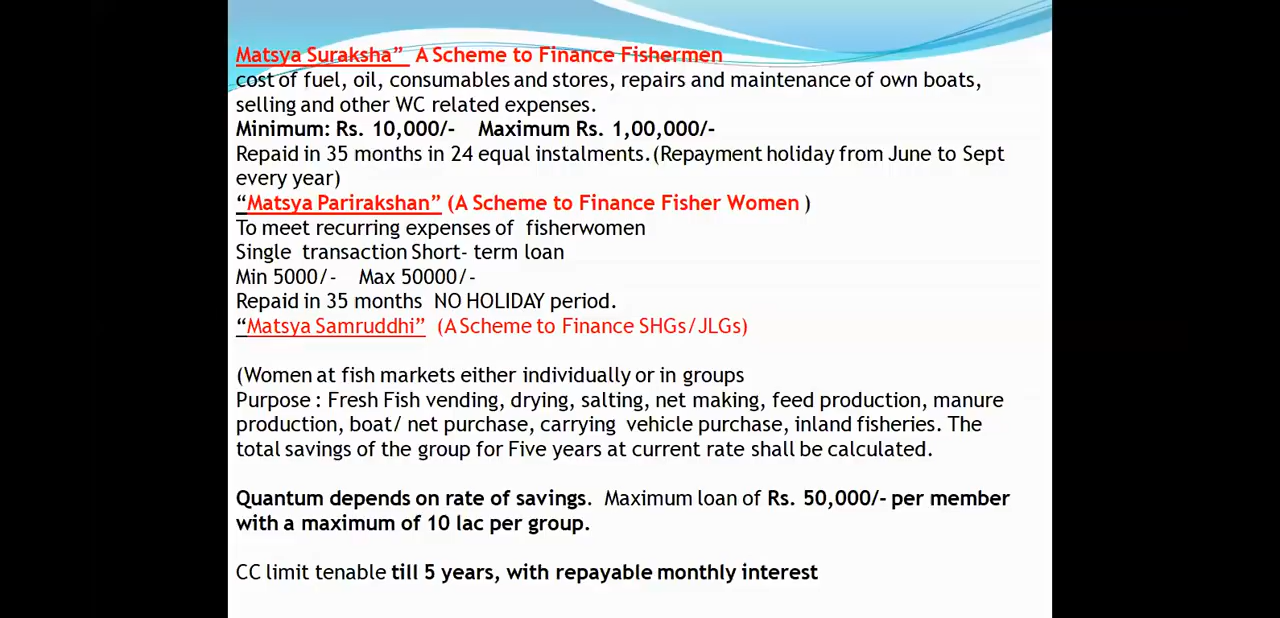 Matsya Suraksha” A Scheme to Finance Fishermen
cost of fuel, oil, consumables and stores, repairs and maintenance of own boats,
selling and other WC related expenses.
Minimum: Rs. 10,000/- Maximum Rs. 1,00,000/-
Repaid in 35 months in 24 equal instalments.(Repayment holiday from June to Sept
every year)
“Matsya Parirakshan” (A Scheme to Finance Fisher Women )
To meet recurring expenses of fisherwomen
Single transaction Short- term loan
Min 5000/- Max 50000/-
Repaid in 35 months NO HOLIDAY period.
“Matsya Samruddhi” (A Scheme to Finance SHGs/JLGs)
(Women at fish markets either individually or in groups
Purpose : Fresh Fish vending, drying, salting, net making, feed production, manure
production, boat/ net purchase, carrying vehicle purchase, inland fisheries. The
total savings of the group for Five years at current rate shall be calculated.
Quantum depends on rate of savings. Maximum loan of Rs. 50,000/- per member
with a maximum of 10 lac per group.
CC limit tenable till 5 years, with repayable monthly interest